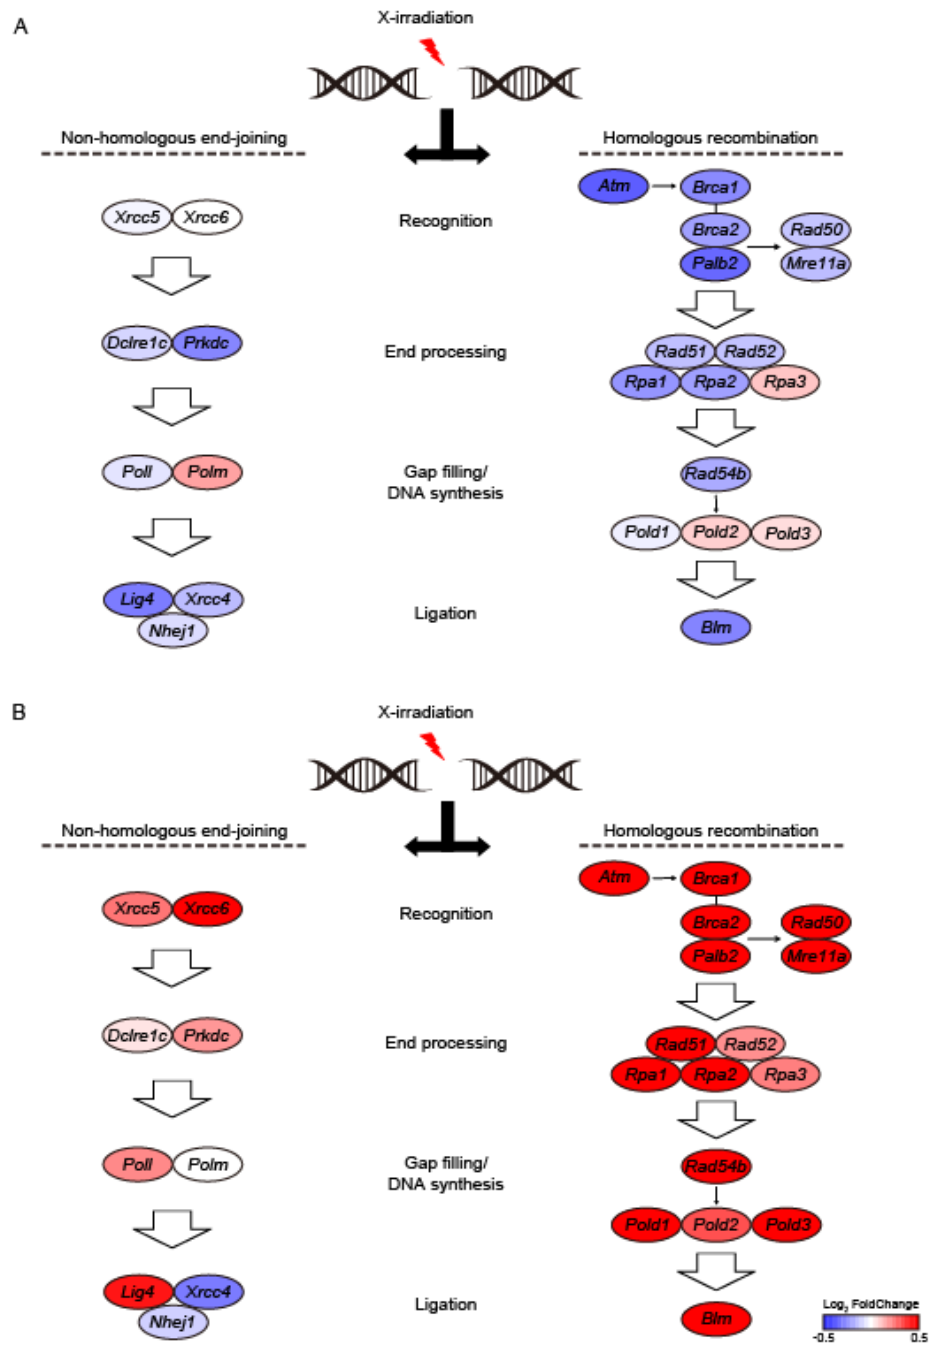 A
X-irradiation
Non-homologous end-joining
Homologous recombination
Atm
Brca1
Xrcc5
Xrcc6
Recognition
Brca2
Rad50
Palb2
Mre11a
Dclre1c
Prkdc
End processing
Rad51
Rad52
Rpa1
Rpa2
Rpa3
Poll
Polm
Gap filling/
DNA synthesis
Rad54b
Pold1
Pold2
Pold3
Lig4
Xrcc4
Nhej1
Ligation
Blm
B
X-irradiation
Non-homologous end-joining
Homologous recombination
Atm
Brca1
Xrcc5
Xrcc6
Recognition
Brca2
Rad50
Palb2
Mre11a
Dclre1c
Prkdc
End processing
Rad51
Rad52
Rpa1
Rpa2
Rpa3
Poll
Polm
Gap filling/
DNA synthesis
Rad54b
Pold1
Pold2
Pold3
Lig4
Xrcc4
Nhej1
Ligation
Blm
Log2 FoldChange
-0.5
0.5